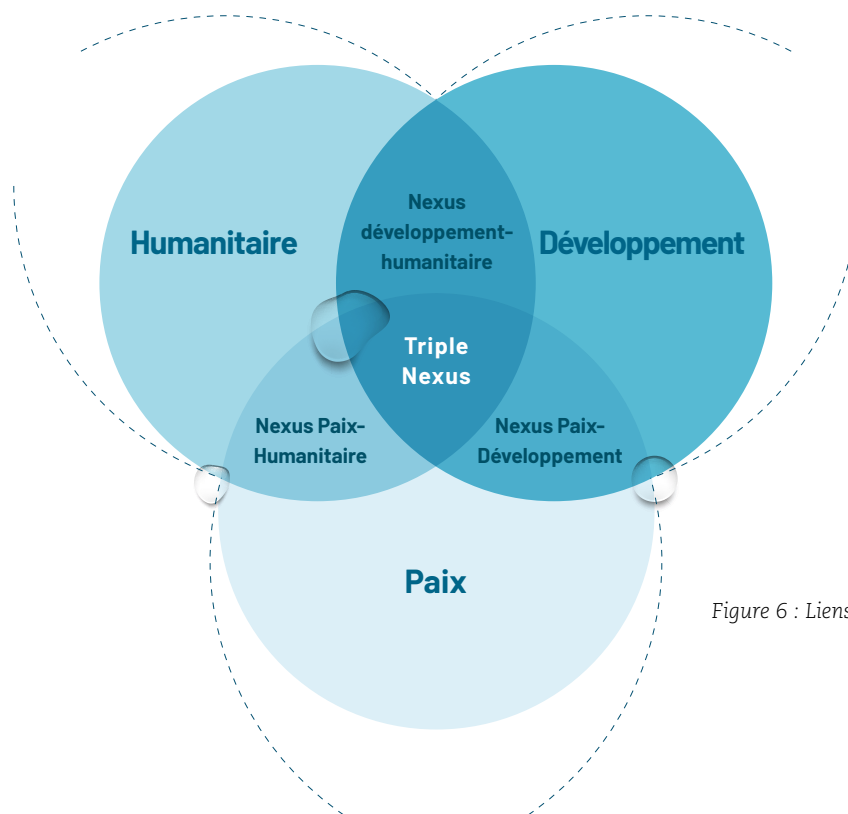 Nexus
développement-
humanitaire
Humanitaire
Développement
Triple
Nexus
Nexus Paix-
Humanitaire
Nexus Paix-
Développement
Paix
Figure 6 : Liens